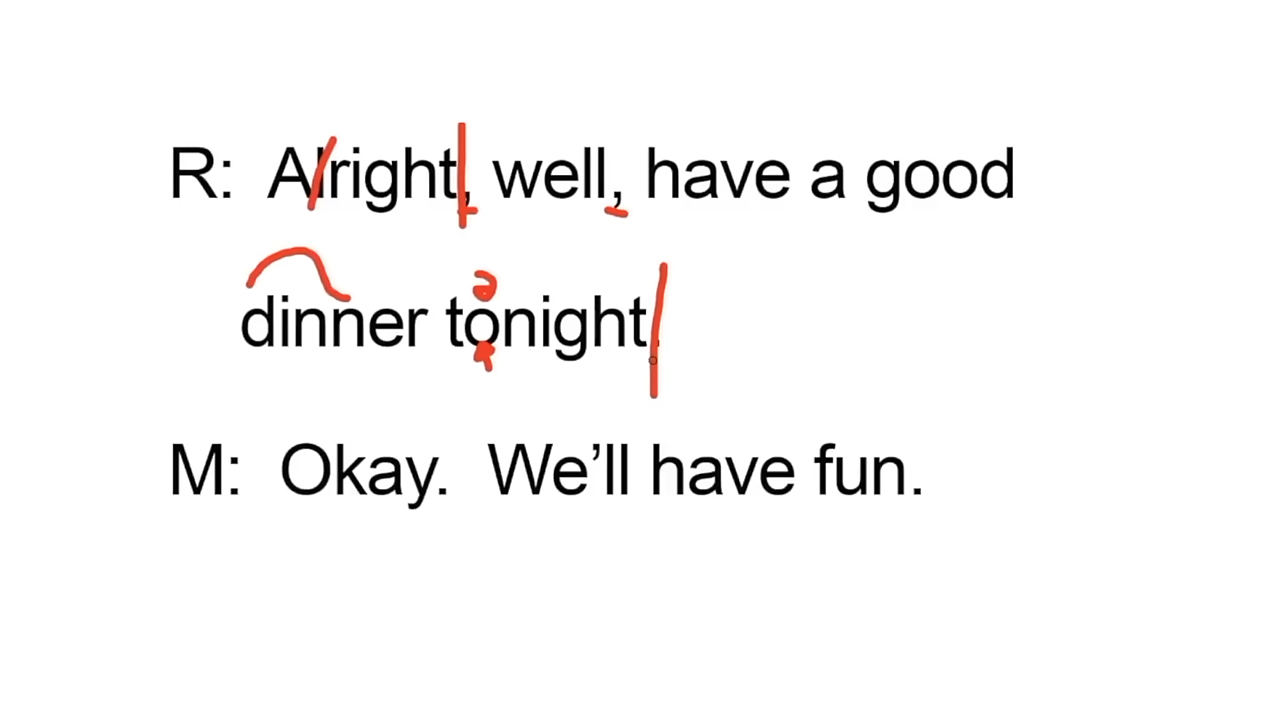 R: Alright, well, have a good
ə
dinner tonight.
M: Okay. We’ll have fun.